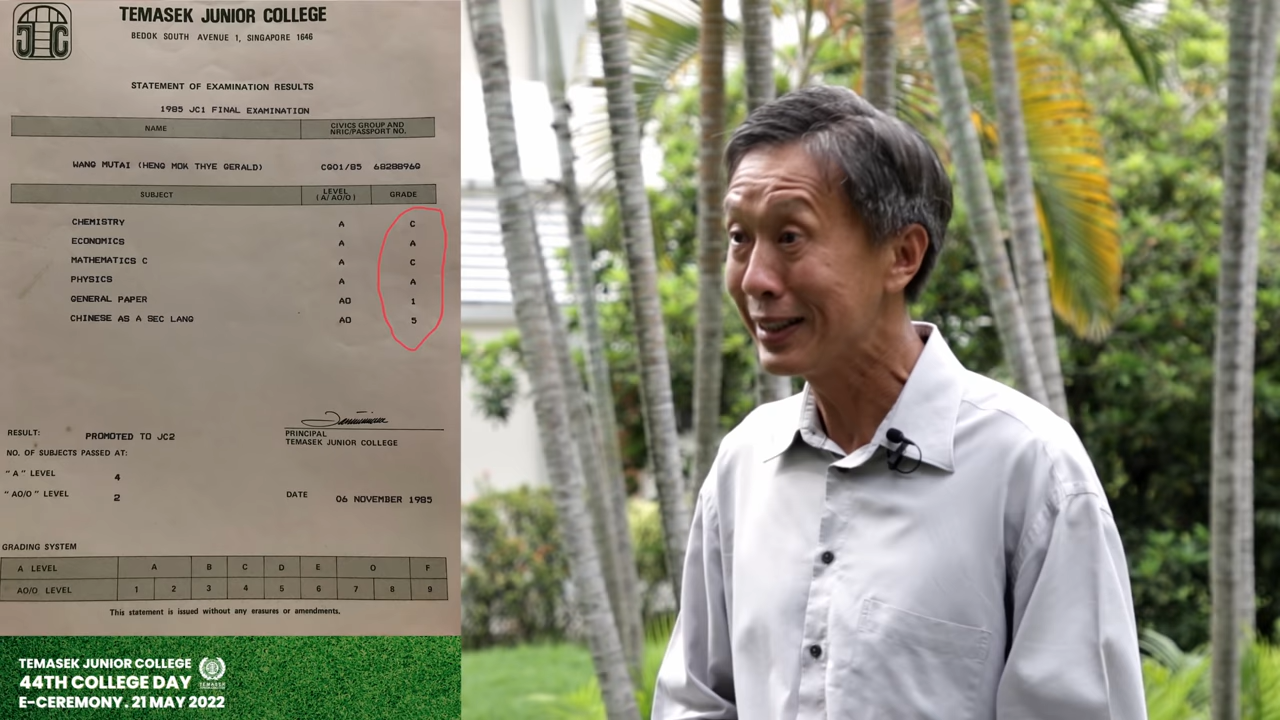 TEMASEK JUNIOR COLLEGE
BEDOK SOUTH AVENUE 1, SINGAPORE 1646
STATEMENT OF EXAMINATION RESULTS
1985 JC1 FINAL EXAMINATION
NAME CIVICS GROUP AND NRIC/PASSPORT NO.
WANG MUTAI (HENG MOK THYE GERALD) CG01/85 6828896G
SUBJECT LEVEL (A/AO/O) GRADE
CHEMISTRY A C
ECONOMICS A A
MATHEMATICS C A C
PHYSICS A A
GENERAL PAPER AO 1
CHINESE AS A SEC LANG AO 5
RESULT: PROMOTED TO JC2
PRINCIPAL
TEMASEK JUNIOR COLLEGE
NO. OF SUBJECTS PASSED AT:
"A" LEVEL 4
"AO/O" LEVEL 2
DATE 06 NOVEMBER 1985
GRADING SYSTEM
A LEVEL A B C D E O F
AO/O LEVEL 1 2 3 4 5 6 7 8 9
This statement is issued without any erasures or amendments.
TEMASEK JUNIOR COLLEGE
44TH COLLEGE DAY
E-CEREMONY. 21 MAY 2022